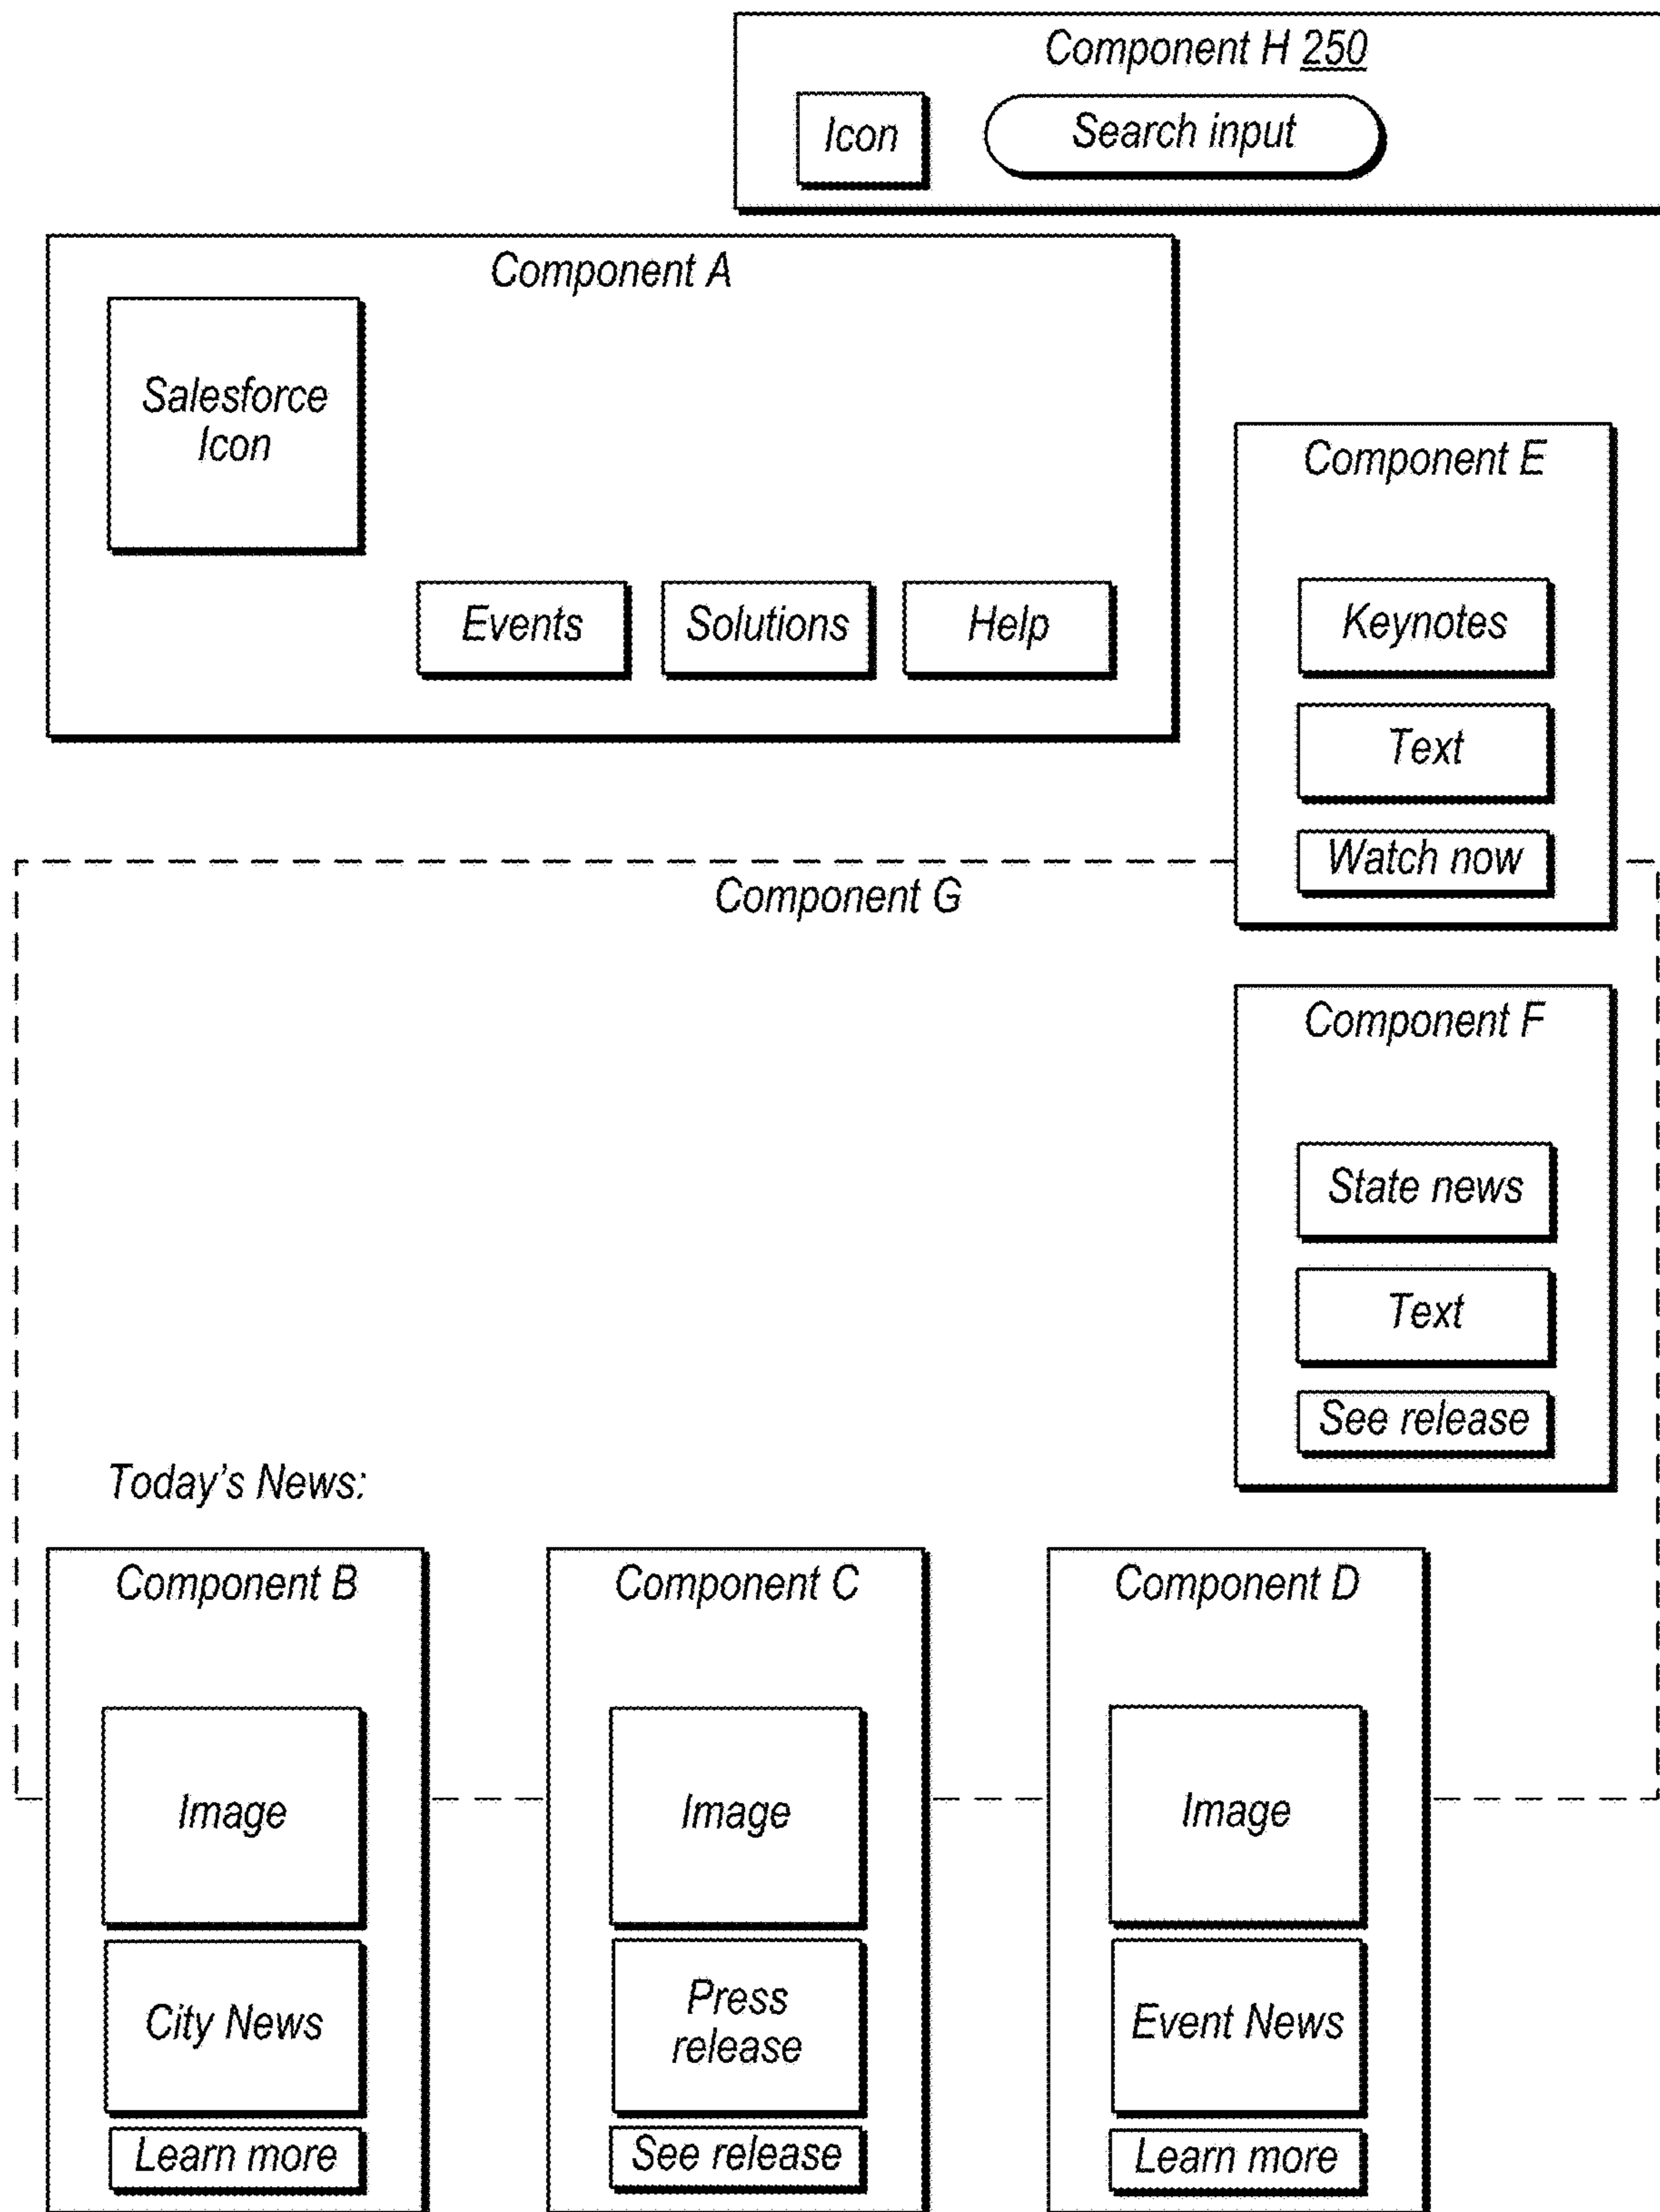 Component H 250
Icon
Search input
Component A
Salesforce
Icon
Events
Solutions
Help
Component E
Keynotes
Text
Watch now
Component G
Component F
State news
Text
See release
Today's News:
Component B
Image
City News
Learn more
Component C
Image
Press
release
See release
Component D
Image
Event News
Learn more